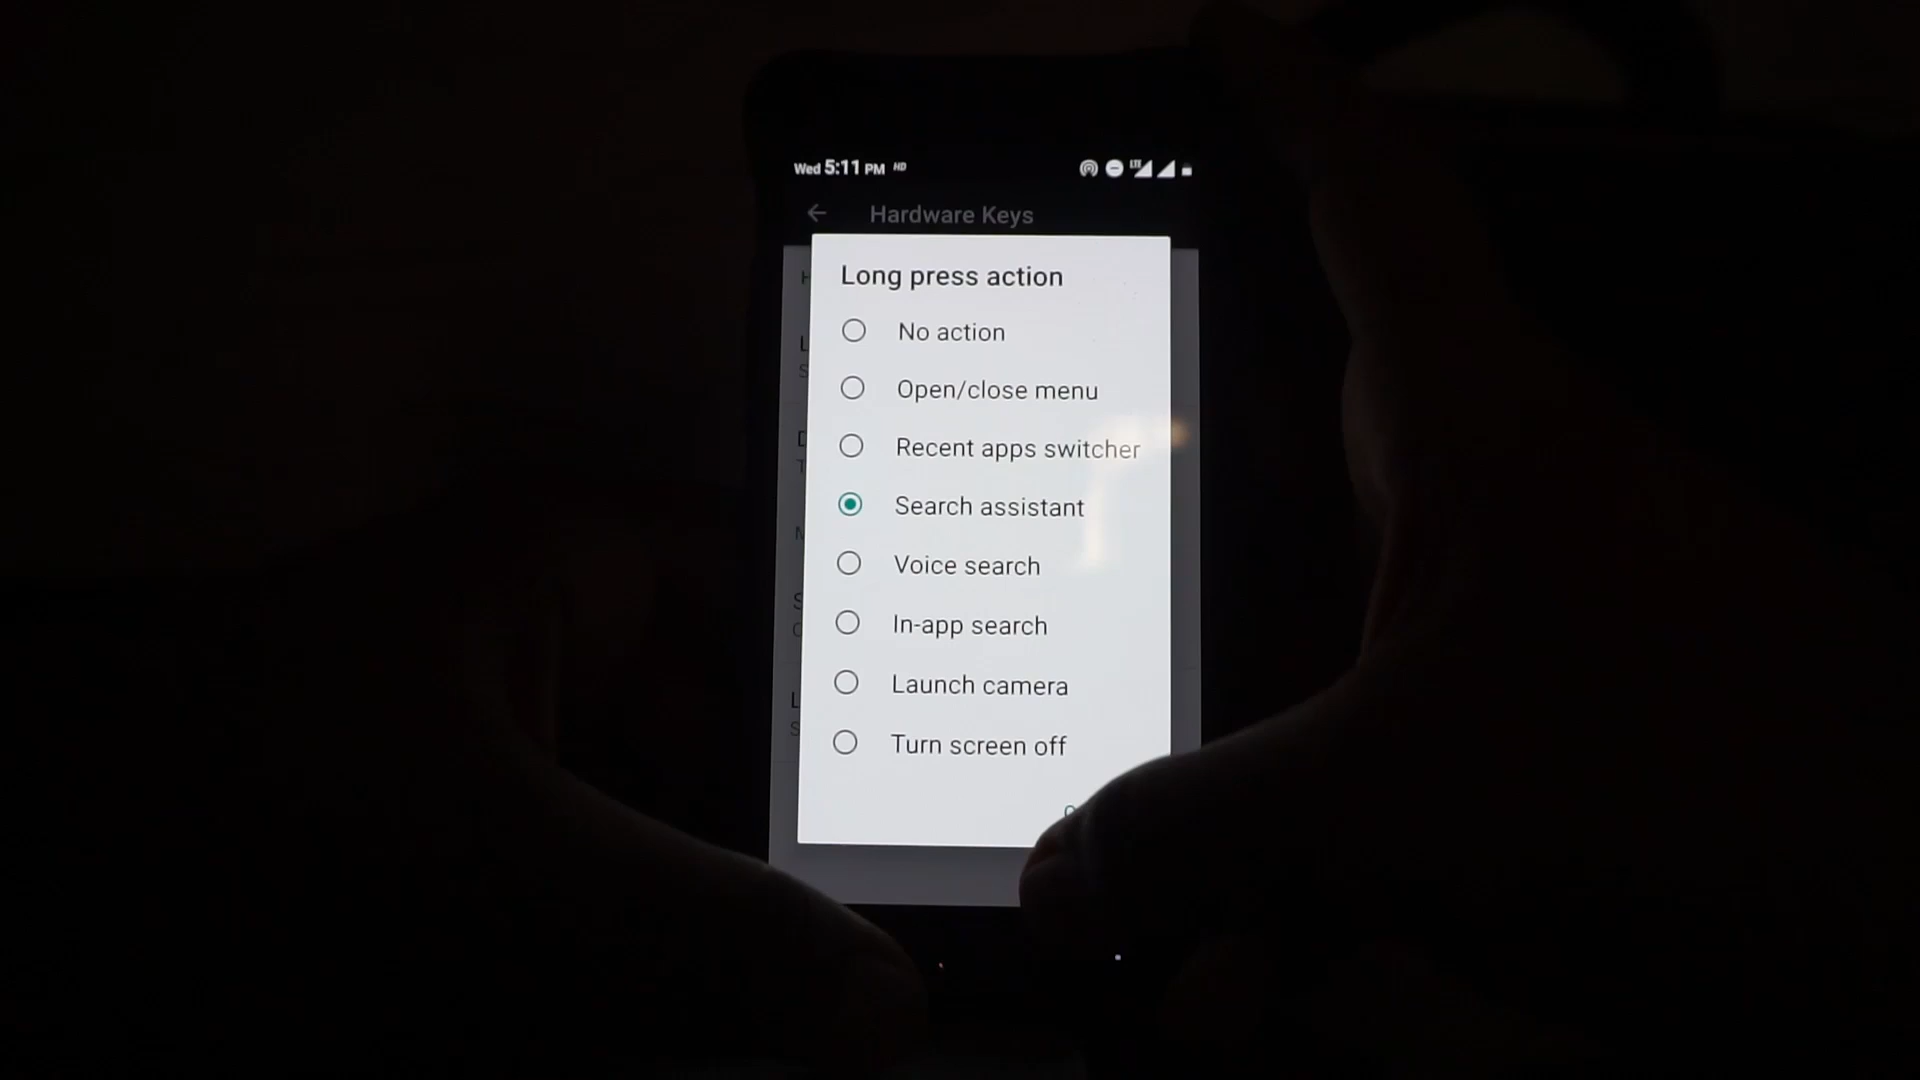 Wed 5:11 PM HD
LTE
Hardware Keys
Long press action
No action
Open/close menu
Recent apps switcher
Search assistant
Voice search
In-app search
Launch camera
Turn screen off